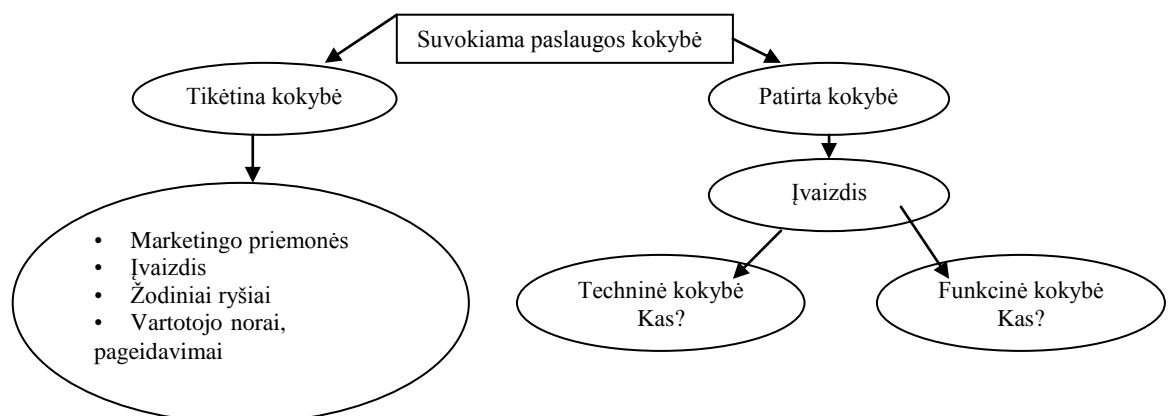 Suvokiama paslaugos kokybė
Tikėtina kokybė
Patirta kokybė
Įvaizdis
• Marketingo priemonės
• Įvaizdis
• Žodiniai ryšiai
• Vartotojo norai,
pageidavimai
Techninė kokybė
Kas?
Funkcinė kokybė
Kas?